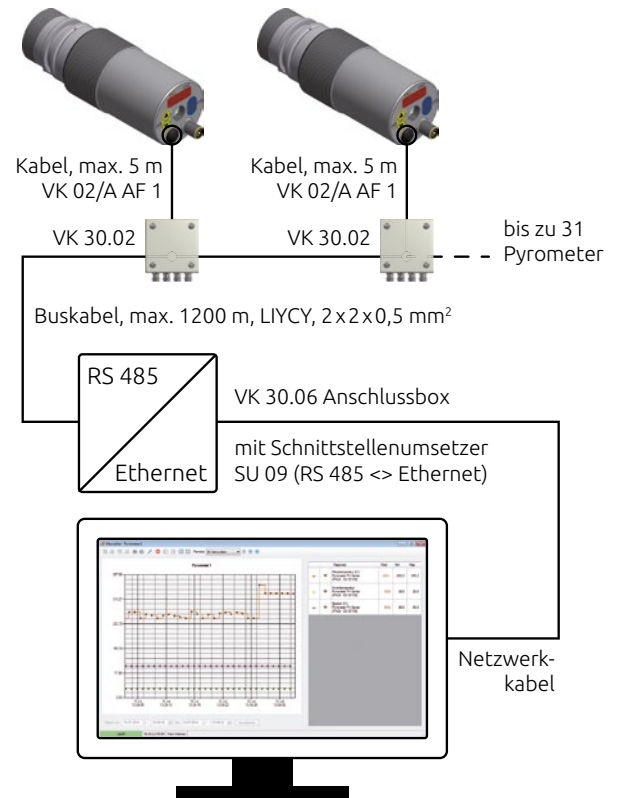 Kabel, max. 5 m
VK 02/A AF 1
Kabel, max. 5 m
VK 02/A AF 1
VK 30.02
VK 30.02
bis zu 31
Pyrometer
Buskabel, max. 1200 m, LIYCY, 2 x 2 x 0,5 mm²
RS 485
Ethernet
VK 30.06 Anschlussbox
mit Schnittstellenumsetzer
SU 09 (RS 485 <> Ethernet)
Netzwerk-
kabel